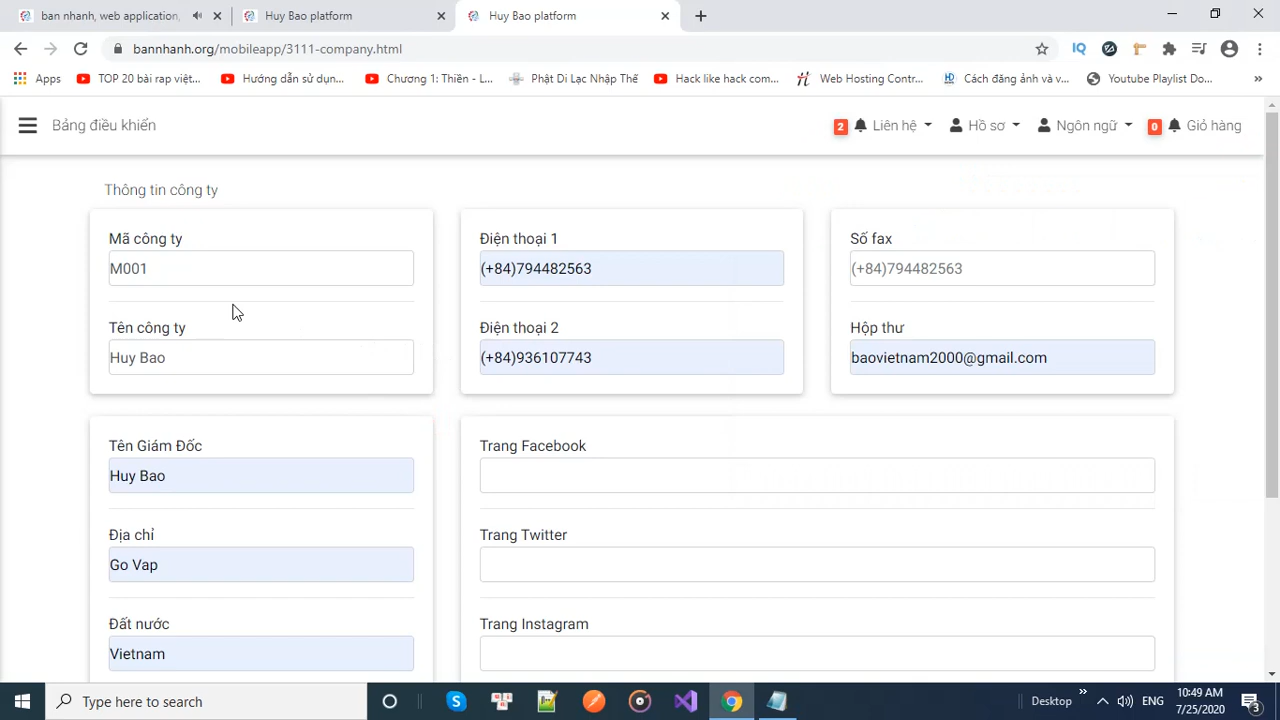 ban nhanh, web application,
Huy Bao platform
Huy Bao platform
bannhanh.org/mobileapp/3111-company.html
IQ
Apps
TOP 20 bài rap việt...
Hướng dẫn sử dụn...
Chương 1: Thiên - L...
Phật Di Lạc Nhập Thế
Hack like hack com...
Web Hosting Contr...
Cách đăng ảnh và v...
Youtube Playlist Do...
»
Bảng điều khiển
2 Liên hệ
Hồ sơ
Ngôn ngữ
0 Giỏ hàng
Thông tin công ty
Mã công ty
M001
Tên công ty
Huy Bao
Điện thoại 1
(+84)794482563
Điện thoại 2
(+84)936107743
Số fax
(+84)794482563
Hộp thư
baovietnam2000@gmail.com
Tên Giám Đốc
Huy Bao
Địa chỉ
Go Vap
Đất nước
Vietnam
Trang Facebook
Trang Twitter
Trang Instagram
Type here to search
Desktop
»
ENG
10:49 AM
7/25/2020
3